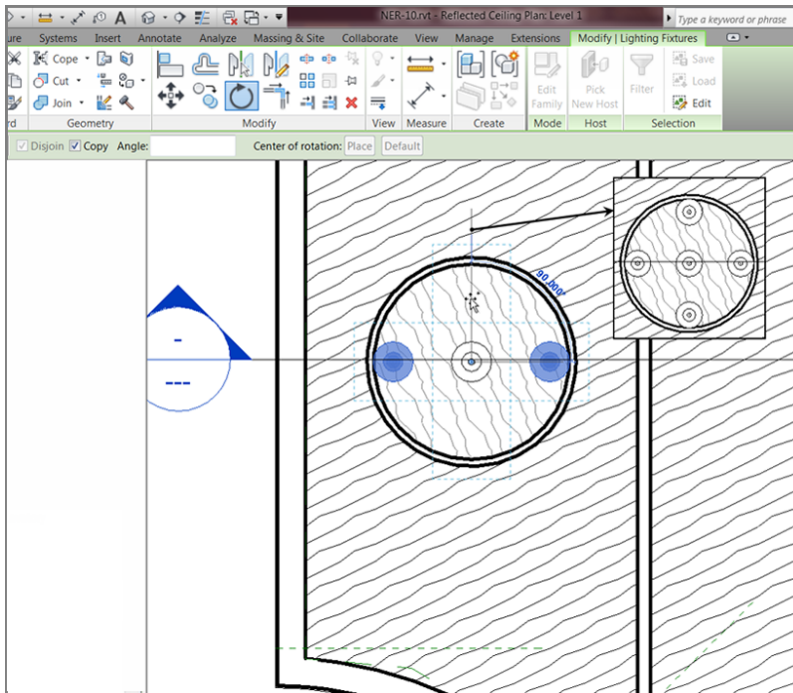 NER-10.rvt - Reflected Ceiling Plan: Level 1
Type a keyword or phrase
ure Systems Insert Annotate Analyze Massing & Site Collaborate View Manage Extensions Modify | Lighting Fixtures
Cope
Cut
Join
Edit Family
Pick New Host
Filter
Save
Load
Edit
rd Geometry Modify View Measure Create Mode Host Selection
Disjoin Copy Angle: Center of rotation: Place Default
90.000°
-
---